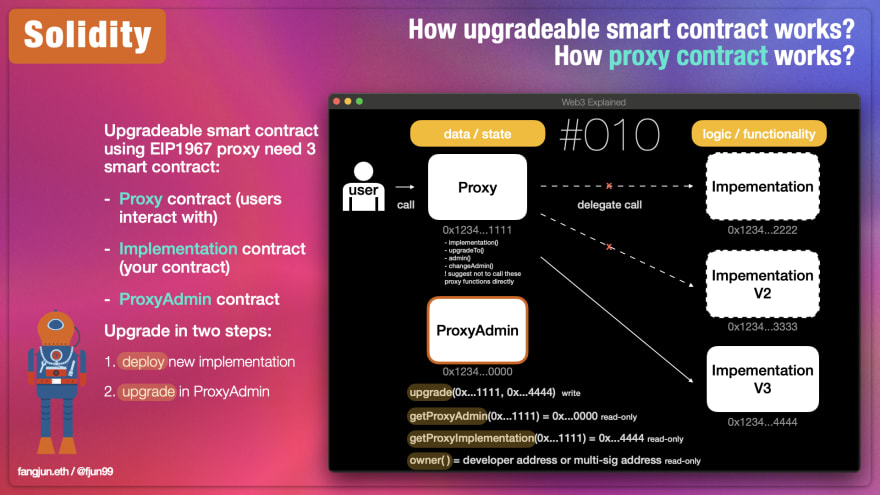 Solidity
How upgradeable smart contract works?
How proxy contract works?
Upgradeable smart contract
using EIP1967 proxy need 3
smart contract:
- Proxy contract (users
interact with)
- Implementation contract
(your contract)
- ProxyAdmin contract
Upgrade in two steps:
1. deploy new implementation
2. upgrade in ProxyAdmin
fangjun.eth / @fjun99
Web3 Explained
data / state
#010
logic / functionality
user
call
Proxy
0x1234...1111
- implementation()
- upgradeTo()
- admin()
- changeAdmin()
! suggest not to call these
proxy functions directly
delegate call
Impementation
0x1234...2222
Impementation
V2
0x1234...3333
Impementation
V3
0x1234...4444
ProxyAdmin
0x1234...0000
upgrade(0x...1111, 0x...4444) write
getProxyAdmin(0x...1111) = 0x...0000 read-only
getProxyImplementation(0x...1111) = 0x...4444 read-only
owner() = developer address or multi-sig address read-only